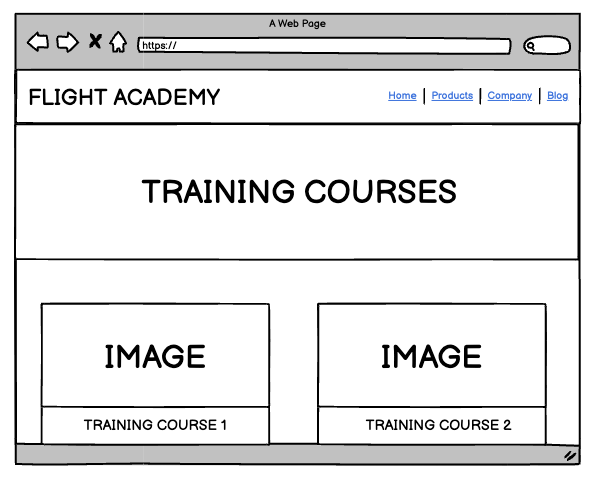 A Web Page
https://
FLIGHT ACADEMY
Home | Products | Company | Blog
TRAINING COURSES
IMAGE
IMAGE
TRAINING COURSE 1
TRAINING COURSE 2